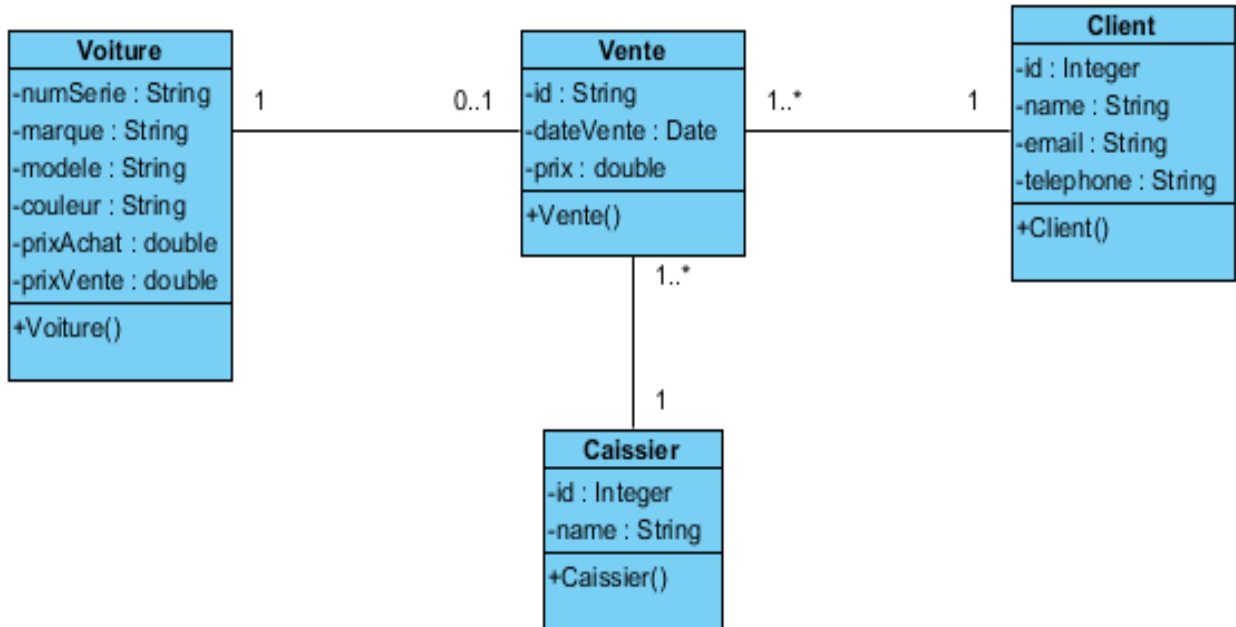 Voiture
-numSerie : String
-marque : String
-modele : String
-couleur : String
-prixAchat : double
-prixVente : double
+Voiture()
1
0..1
Vente
-id : String
-dateVente : Date
-prix : double
+Vente()
1..*
1
Client
-id : Integer
-name : String
-email : String
-telephone : String
+Client()
1..*
1
Caissier
-id : Integer
-name : String
+Caissier()